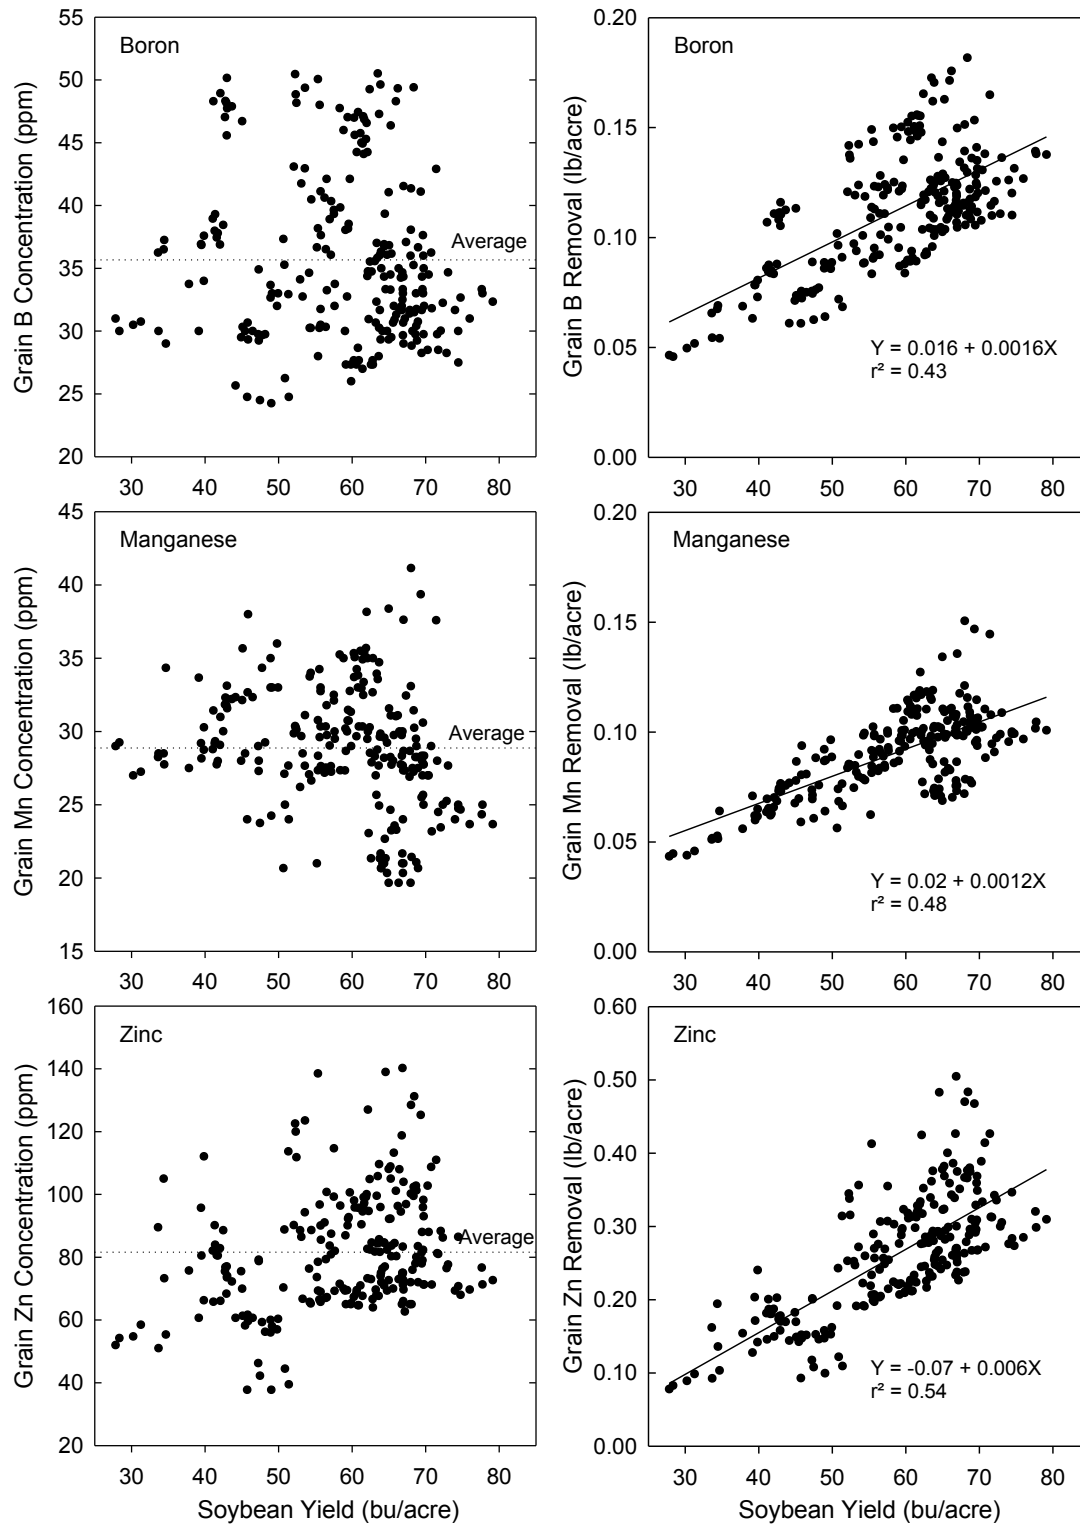 Grain B Concentration (ppm)
55
50
45
40
35
30
25
20
Boron
Average
30 40 50 60 70 80
Grain B Removal (lb/acre)
0.20
0.15
0.10
0.05
0.00
Boron
Y = 0.016 + 0.0016X
r² = 0.43
30 40 50 60 70 80
Grain Mn Concentration (ppm)
45
40
35
30
25
20
15
Manganese
Average
30 40 50 60 70 80
Grain Mn Removal (lb/acre)
0.20
0.15
0.10
0.05
0.00
Manganese
Y = 0.02 + 0.0012X
r² = 0.48
30 40 50 60 70 80
Grain Zn Concentration (ppm)
160
140
120
100
80
60
40
20
Zinc
Average
30 40 50 60 70 80
Soybean Yield (bu/acre)
Grain Zn Removal (lb/acre)
0.60
0.50
0.40
0.30
0.20
0.10
0.00
Zinc
Y = -0.07 + 0.006X
r² = 0.54
30 40 50 60 70 80
Soybean Yield (bu/acre)